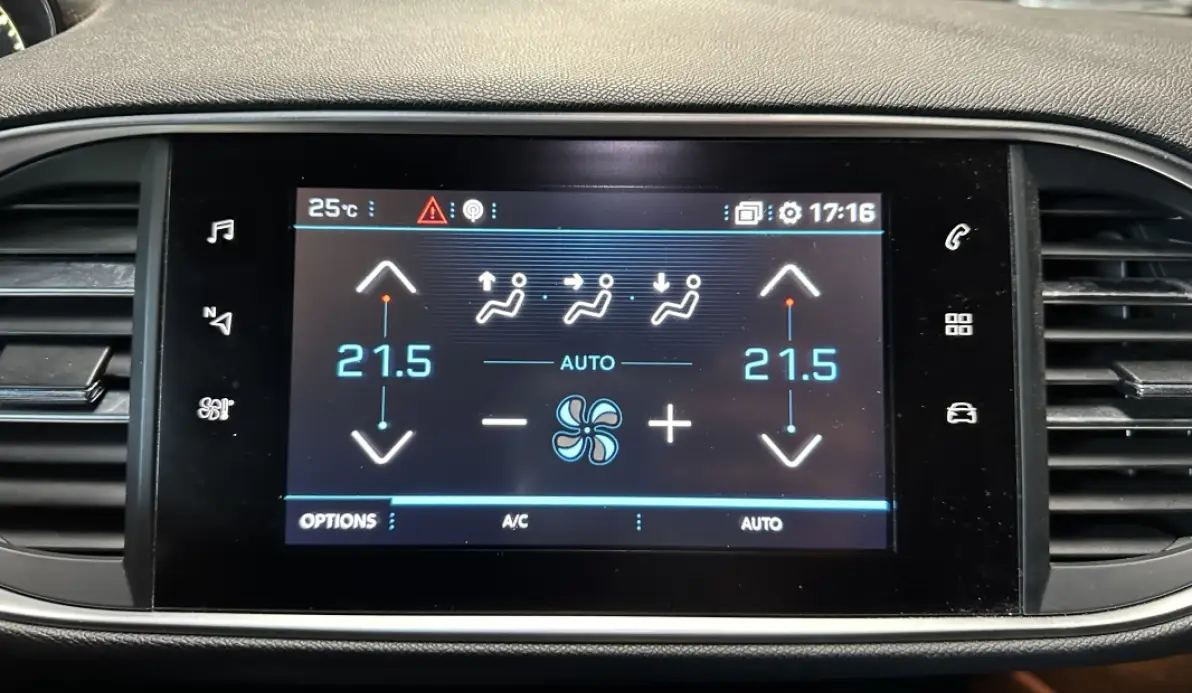 25°C 17:16
N
21.5 AUTO 21.5
OPTIONS A/C AUTO